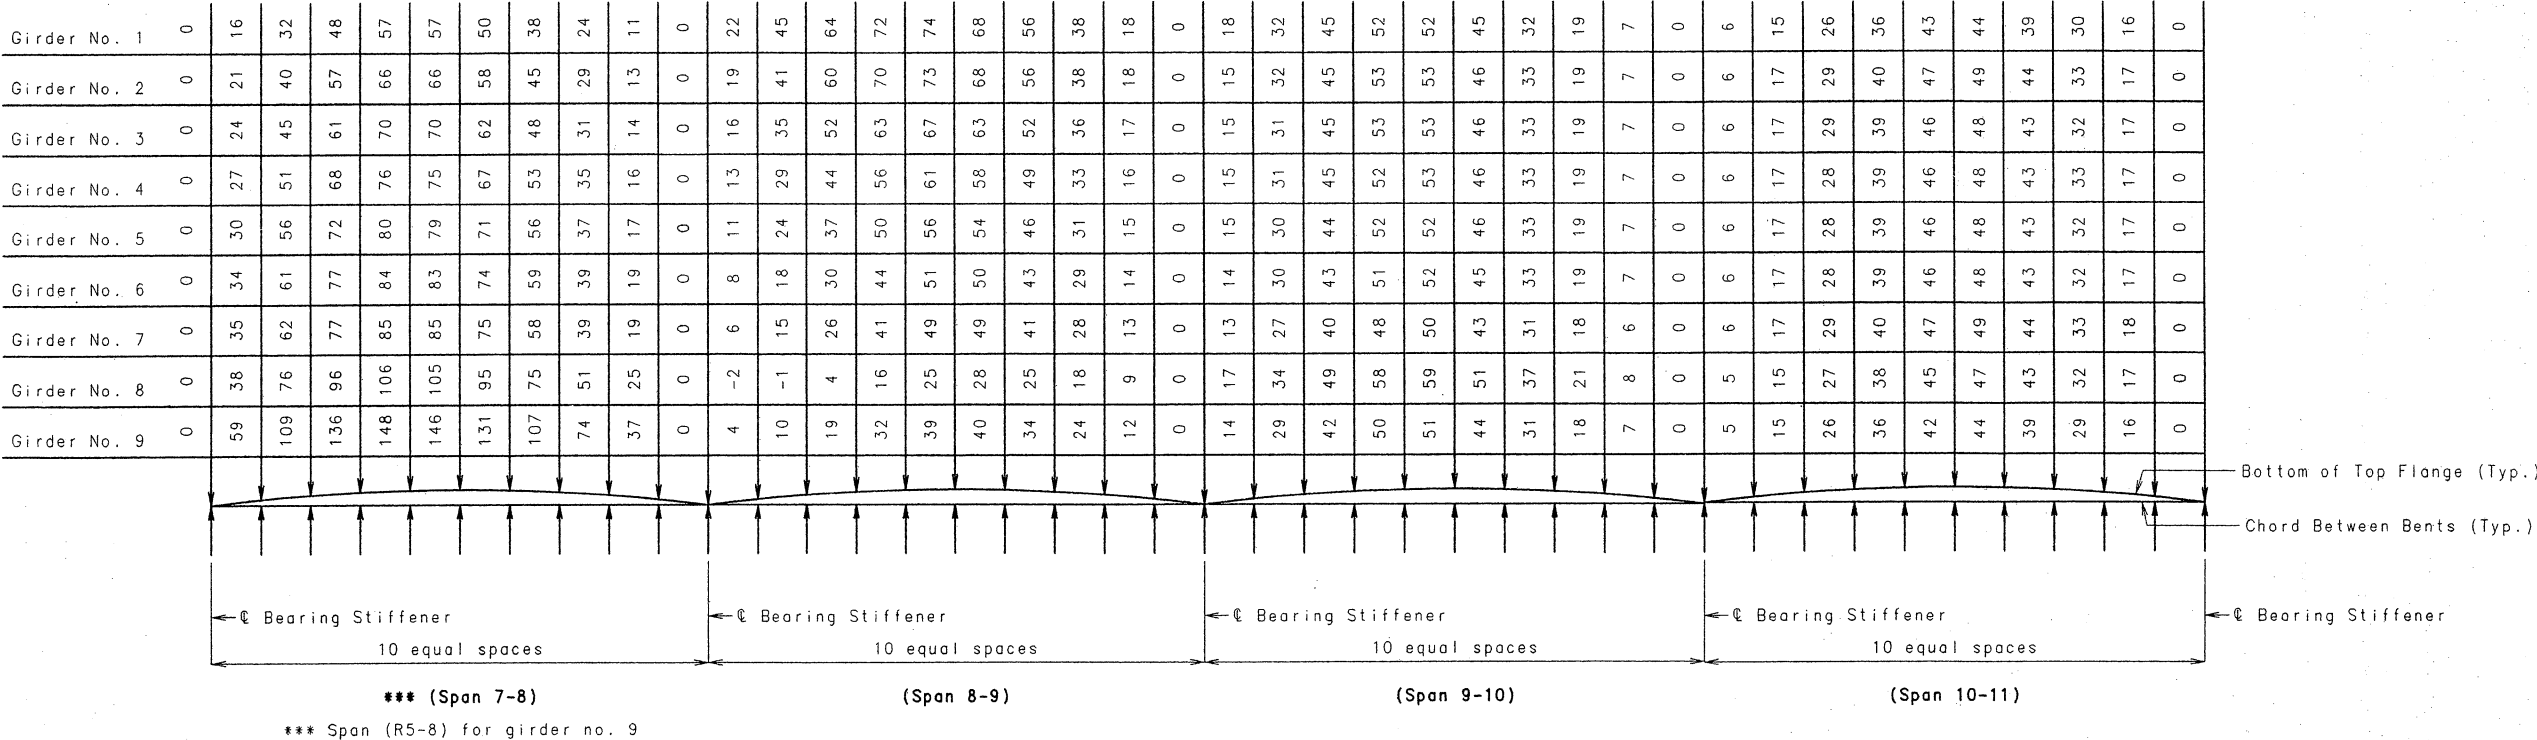 Girder No. 1 0 16 32 48 57 57 50 38 24 11 0 22 45 64 72 74 68 56 38 18 0 18 32 45 52 52 45 32 19 7 0 6 15 26 36 43 44 39 30 16 0
Girder No. 2 0 21 40 57 66 66 58 45 29 13 0 19 41 60 70 73 68 56 38 18 0 15 32 45 53 53 46 33 19 7 0 6 17 29 40 47 49 44 33 17 0
Girder No. 3 0 24 45 61 70 70 62 48 31 14 0 16 35 52 63 67 63 52 36 17 0 15 31 45 53 53 46 33 19 7 0 6 17 29 39 46 48 43 32 17 0
Girder No. 4 0 27 51 68 76 75 67 53 35 16 0 13 29 44 56 61 58 49 33 16 0 15 31 45 52 53 46 33 19 7 0 6 17 28 39 46 48 43 33 17 0
Girder No. 5 0 30 56 72 80 79 71 56 37 17 0 11 24 37 50 56 54 46 31 15 0 15 30 44 52 52 46 33 19 7 0 6 17 28 39 46 48 43 32 17 0
Girder No. 6 0 34 61 77 84 83 74 59 39 19 0 8 18 30 44 51 50 43 29 14 0 14 30 43 51 52 45 33 19 7 0 6 17 28 39 46 48 43 32 17 0
Girder No. 7 0 35 62 77 85 85 75 58 39 19 0 6 15 26 41 49 49 41 28 13 0 13 27 40 48 50 43 31 18 6 0 6 17 29 40 47 49 44 33 18 0
Girder No. 8 0 38 76 96 106 105 95 75 51 25 0 -2 -1 4 16 25 28 25 18 9 0 17 34 49 58 59 51 37 21 8 0 5 15 27 38 45 47 43 32 17 0
Girder No. 9 0 59 109 136 148 146 131 107 74 37 0 4 10 19 32 39 40 34 24 12 0 14 29 42 50 51 44 31 18 7 0 5 15 26 36 42 44 39 29 16 0
Bottom of Top Flange (Typ.)
Chord Between Bents (Typ.)
℄ Bearing Stiffener ℄ Bearing Stiffener ℄ Bearing Stiffener ℄ Bearing Stiffener ℄ Bearing Stiffener
10 equal spaces 10 equal spaces 10 equal spaces 10 equal spaces
*** (Span 7-8) (Span 8-9) (Span 9-10) (Span 10-11)
*** Span (R5-8) for girder no. 9